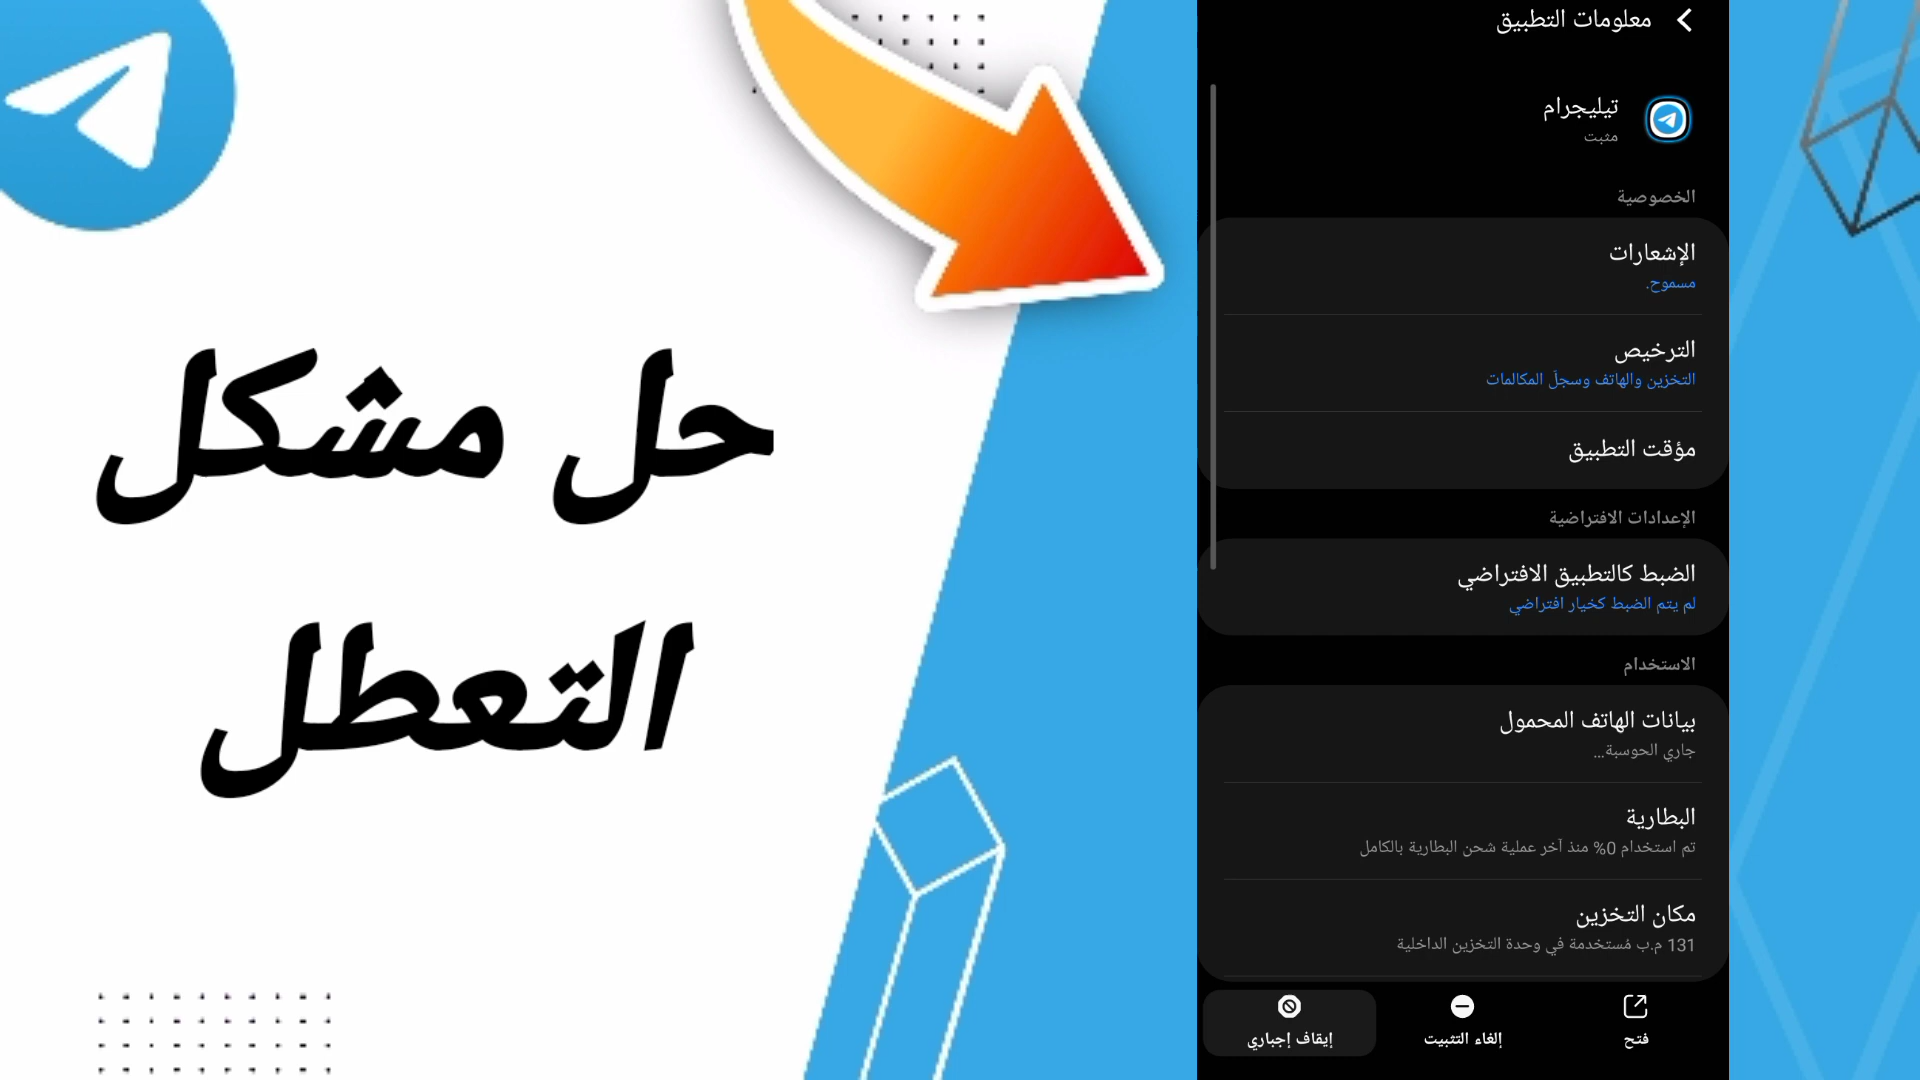 حل مشكل
التعطل
معلومات التطبيق
تيليجرام
مثبت
الخصوصية
الإشعارات
مسموح.
الترخيص
التخزين والهاتف وسجلّ المكالمات
مؤقت التطبيق
الإعدادات الافتراضية
الضبط كالتطبيق الافتراضي
لم يتم الضبط كخيار افتراضي
الاستخدام
بيانات الهاتف المحمول
جاري الحوسبة...
البطارية
تم استخدام 0% منذ آخر عملية شحن البطارية بالكامل
مكان التخزين
131 م.ب مُستخدمة في وحدة التخزين الداخلية
فتح
إلغاء التثبيت
إيقاف إجباري